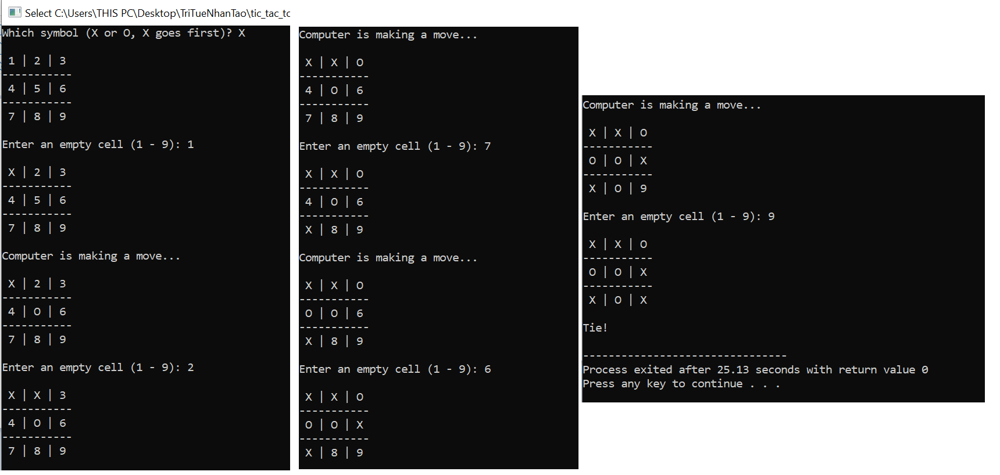 Select C:\Users\THIS PC\Desktop\TriTueNhanTao\tic_tac_tc
Which symbol (X or O, X goes first)? X
1 | 2 | 3
-----------
4 | 5 | 6
-----------
7 | 8 | 9
Enter an empty cell (1 - 9): 1
X | 2 | 3
-----------
4 | 5 | 6
-----------
7 | 8 | 9
Computer is making a move...
X | 2 | 3
-----------
4 | O | 6
-----------
7 | 8 | 9
Enter an empty cell (1 - 9): 2
X | X | 3
-----------
4 | O | 6
-----------
7 | 8 | 9
Computer is making a move...
X | X | O
-----------
4 | O | 6
-----------
7 | 8 | 9
Enter an empty cell (1 - 9): 7
X | X | O
-----------
4 | O | 6
-----------
X | 8 | 9
Computer is making a move...
X | X | O
-----------
O | O | 6
-----------
X | 8 | 9
Enter an empty cell (1 - 9): 6
X | X | O
-----------
O | O | X
-----------
X | 8 | 9
Computer is making a move...
X | X | O
-----------
O | O | X
-----------
X | O | 9
Enter an empty cell (1 - 9): 9
X | X | O
-----------
O | O | X
-----------
X | O | X
Tie!
--------------------------------
Process exited after 25.13 seconds with return value 0
Press any key to continue . . .